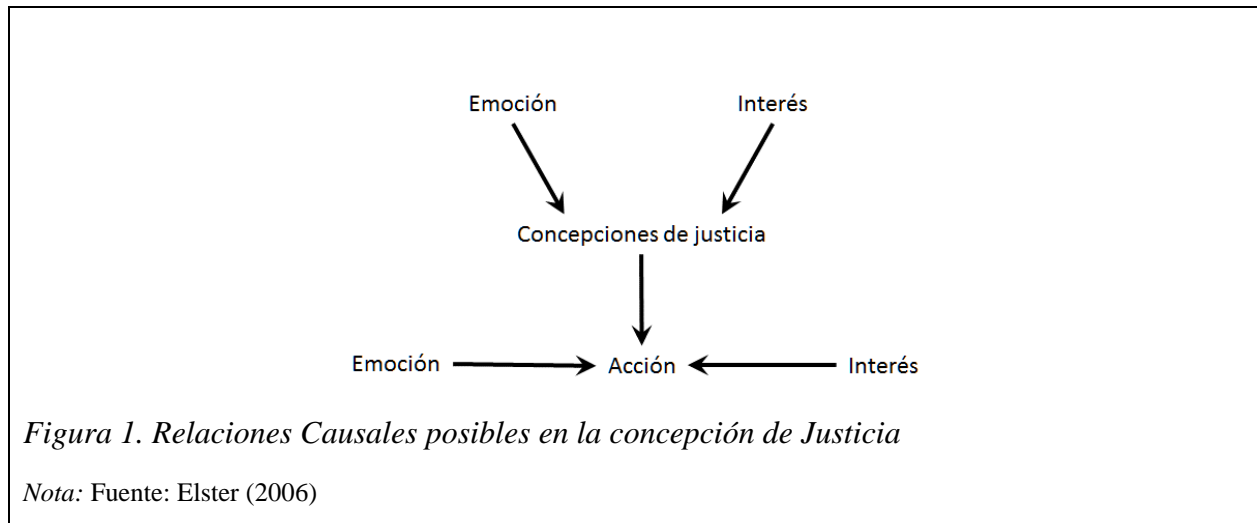 Emoción Interés
Concepciones de justicia
Emoción Acción Interés
Figura 1. Relaciones Causales posibles en la concepción de Justicia
Nota: Fuente: Elster (2006)